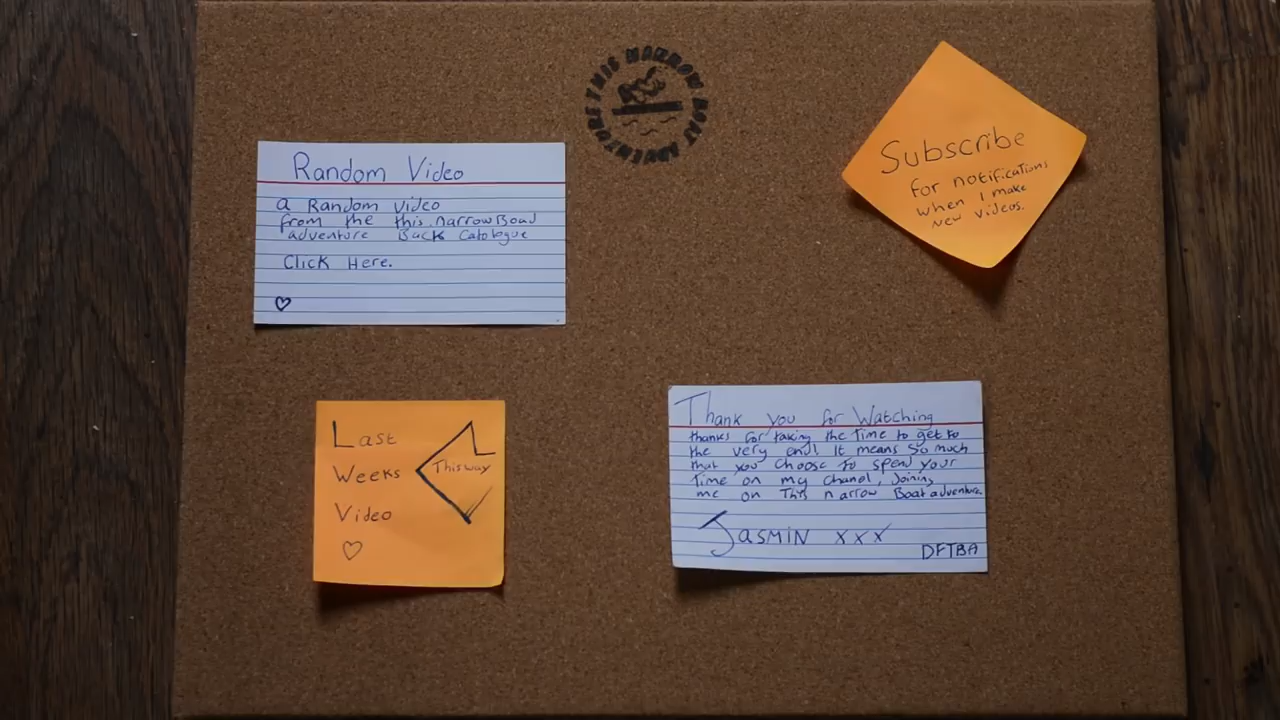 THIS NARROW BOAT ADVENTURE
Random Video
a Random Video
from the this narrow Boad
adventure Back Catologue
Click Here.
Subscribe
for notifications
when I make
new videos.
Last
Weeks
Video
This way
Thank you for Watching
thanks for taking the time to get to
the very end! It means so much
that you choose to spend your
time on my chanel, Joining
me on This narrow Boat adventure.
JASMIN xxx
DFTBA